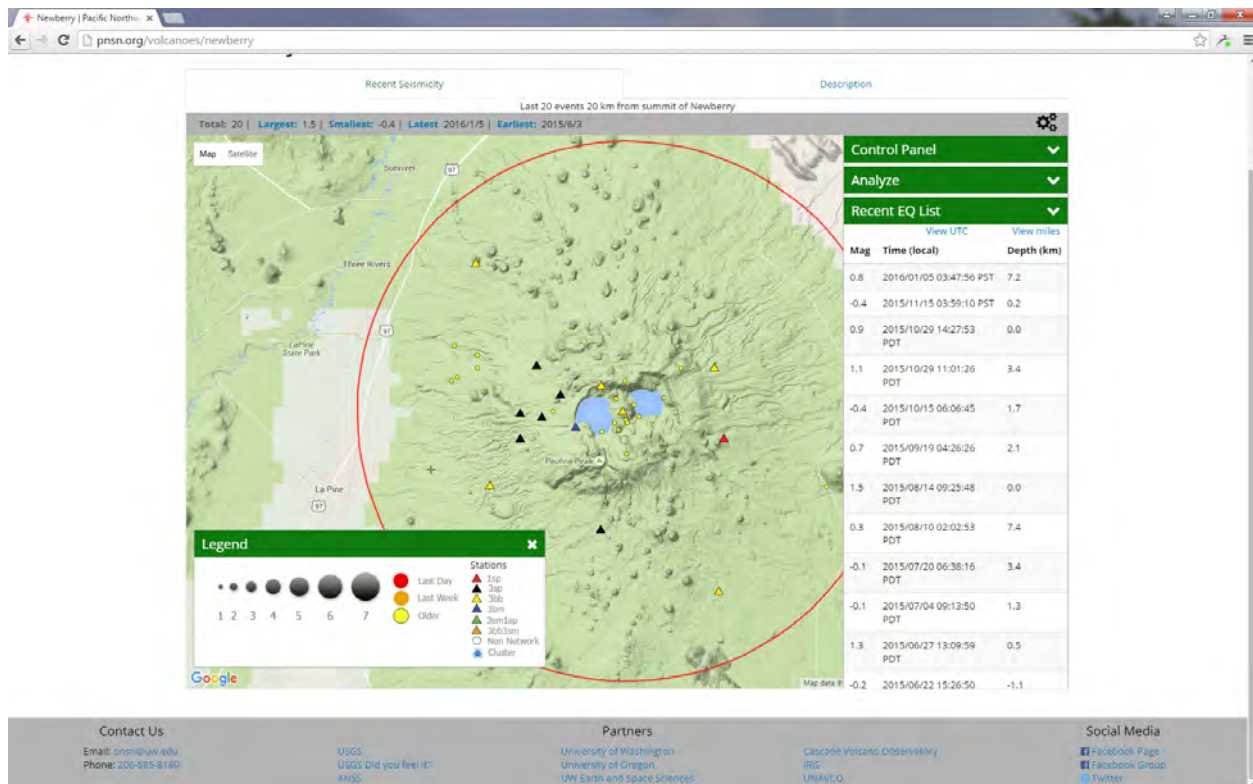 Newberry | Pacific Northwe
pnsn.org/volcanoes/newberry
Recent Seismicity
Description
Last 20 events 20 km from summit of Newberry
Total: 20 | Largest: 1.5 | Smallest: -0.4 | Latest 2016/1/5 | Earliest: 2015/6/3
Map Satellite
Sunriver
97
Three Rivers
97
LaPine
State Park
Paulina Peak
La Pine
97
Control Panel
Analyze
Recent EQ List
View UTC View miles
Mag Time (local) Depth (km)
0.8 2016/01/05 03:47:56 PST 7.2
-0.4 2015/11/15 03:59:10 PST 0.2
0.9 2015/10/29 14:27:53 0.0
PDT
1.1 2015/10/29 11:01:26 3.4
PDT
-0.4 2015/10/15 06:06:45 1.7
PDT
0.7 2015/09/19 04:26:26 2.1
PDT
1.5 2015/08/14 09:25:48 0.0
PDT
0.3 2015/08/10 02:02:53 7.4
PDT
-0.1 2015/07/20 06:38:16 3.4
PDT
-0.1 2015/07/04 09:13:50 1.3
PDT
1.3 2015/06/27 13:09:59 0.5
PDT
-0.2 2015/06/22 15:26:50 -1.1
Legend
1 2 3 4 5 6 7
Last Day
Last Week
Older
Stations
1sp
3sp
3bb
3sm
3sm1sp
3bb3sm
Non Network
Cluster
Google
Map data ©
Contact Us
Email: pnsn@uw.edu
Phone: 206-685-8180
Partners
USGS University of Washington Cascade Volcano Observatory
USGS Did you feel it? University of Oregon IRIS
ANSS UW Earth and Space Sciences UNAVCO
Social Media
Facebook Page
Facebook Group
Twitter